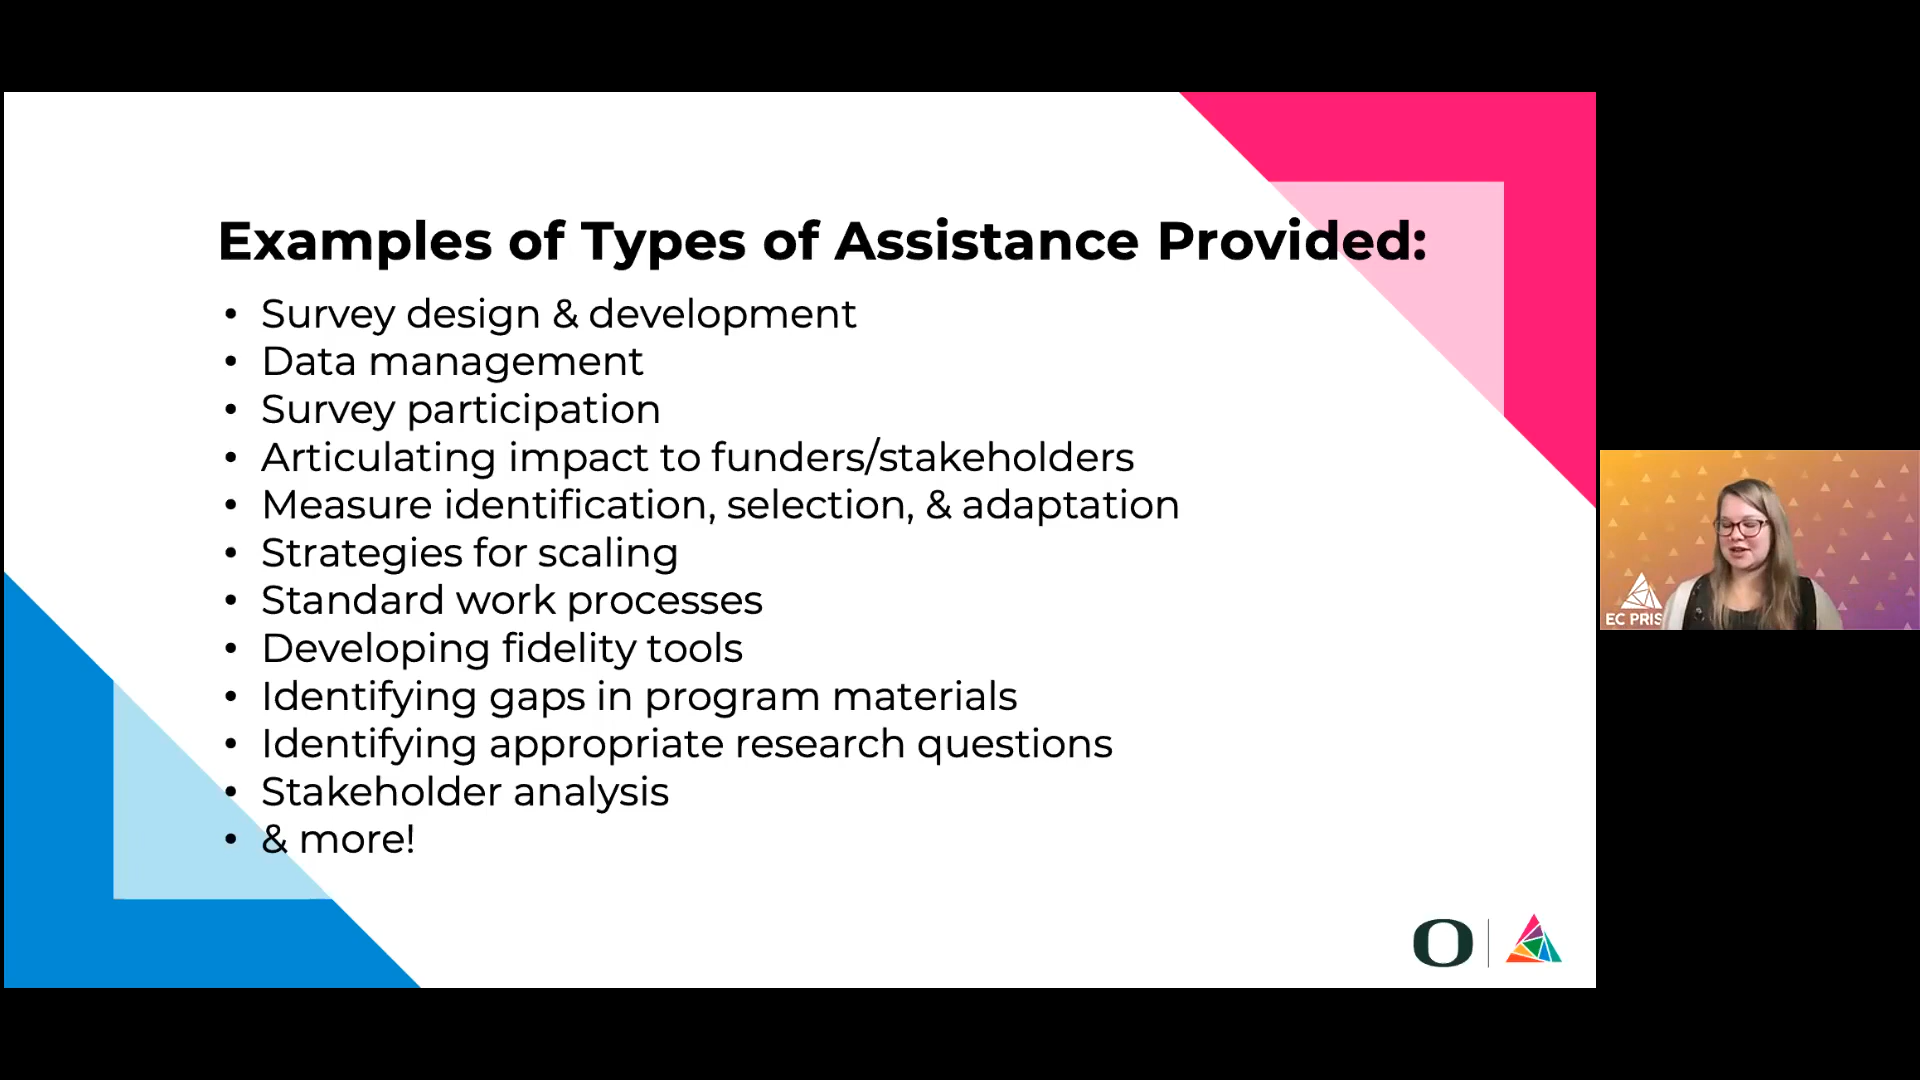 Examples of Types of Assistance Provided:
• Survey design & development
• Data management
• Survey participation
• Articulating impact to funders/stakeholders
• Measure identification, selection, & adaptation
• Strategies for scaling
• Standard work processes
• Developing fidelity tools
• Identifying gaps in program materials
• Identifying appropriate research questions
• Stakeholder analysis
• & more!
O
EC PRIS